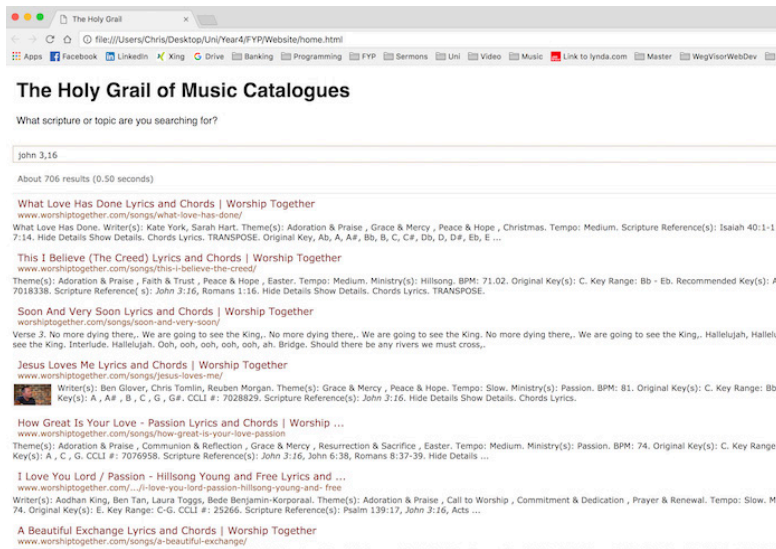 The Holy Grail
file:///Users/Chris/Desktop/Uni/Year4/FYP/Website/home.html
Apps Facebook LinkedIn Xing Drive Banking Programming FYP Sermons Uni Video Music Link to lynda.com Master WegVisorWebDev
The Holy Grail of Music Catalogues
What scripture or topic are you searching for?
john 3,16
About 706 results (0.50 seconds)
What Love Has Done Lyrics and Chords | Worship Together
www.worshiptogether.com/songs/what-love-has-done/
What Love Has Done. Writer(s): Kate York, Sarah Hart. Theme(s): Adoration & Praise , Grace & Mercy , Peace & Hope , Christmas. Tempo: Medium. Scripture Reference(s): Isaiah 40:1-1
7:14. Hide Details Show Details. Chords Lyrics. TRANSPOSE. Original Key, Ab, A, A#, Bb, B, C, C#, Db, D, D#, Eb, E ...
This I Believe (The Creed) Lyrics and Chords | Worship Together
www.worshiptogether.com/songs/this-i-believe-the-creed/
Theme(s): Adoration & Praise , Faith & Trust , Peace & Hope , Easter. Tempo: Medium. Ministry(s): Hillsong. BPM: 71.02. Original Key(s): C. Key Range: Bb - Eb. Recommended Key(s): A
7018338. Scripture Reference( s): John 3:16, Romans 1:16. Hide Details Show Details. Chords Lyrics. TRANSPOSE.
Soon And Very Soon Lyrics and Chords | Worship Together
worshiptogether.com/songs/soon-and-very-soon/
Verse 3. No more dying there,. We are going to see the King,. No more dying there,. We are going to see the King. No more dying there,. We are going to see the King,. Hallelujah, Hallelu
see the King. Interlude. Hallelujah. Ooh, ooh, ooh, ooh, ooh, ah. Bridge. Should there be any rivers we must cross,.
Jesus Loves Me Lyrics and Chords | Worship Together
www.worshiptogether.com/songs/jesus-loves-me/
Writer(s): Ben Glover, Chris Tomlin, Reuben Morgan. Theme(s): Grace & Mercy , Peace & Hope. Tempo: Slow. Ministry(s): Passion. BPM: 81. Original Key(s): C. Key Range: Bb
Key(s): A , A# , B , C , G , G#. CCLI #: 7028829. Scripture Reference(s): John 3:16. Hide Details Show Details. Chords Lyrics.
How Great Is Your Love - Passion Lyrics and Chords | Worship ...
www.worshiptogether.com/songs/how-great-is-your-love-passion
Theme(s): Adoration & Praise , Communion & Reflection , Grace & Mercy , Resurrection & Sacrifice , Easter. Tempo: Medium. Ministry(s): Passion. BPM: 74. Original Key(s): C. Key Range
Key(s): A , C , G. CCLI #: 7076958. Scripture Reference(s): John 3:16, John 6:38, Romans 8:37-39. Hide Details ...
I Love You Lord / Passion - Hillsong Young and Free Lyrics and ...
www.worshiptogether.com/.../i-love-you-lord-passion-hillsong-young-and- free
Writer(s): Aodhan King, Ben Tan, Laura Toggs, Bede Benjamin-Korporaal. Theme(s): Adoration & Praise , Call to Worship , Commitment & Dedication , Prayer & Renewal. Tempo: Slow. M
74. Original Key(s): E. Key Range: C-G. CCLI #: 25266. Scripture Reference(s): Psalm 139:17, John 3:16, Acts ...
A Beautiful Exchange Lyrics and Chords | Worship Together
www.worshiptogether.com/songs/a-beautiful-exchange/